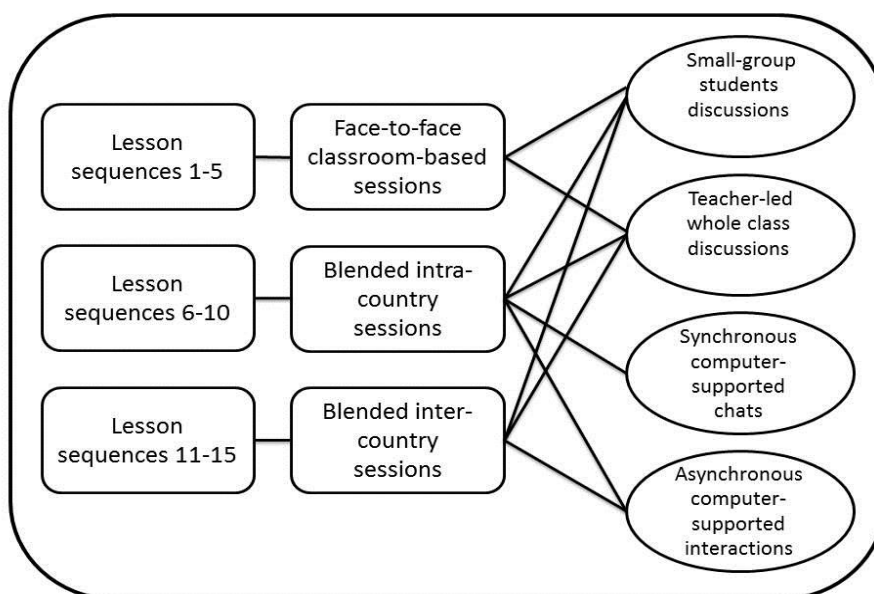 Lesson
sequences 1-5
Face-to-face
classroom-based
sessions
Lesson
sequences 6-10
Blended intra-
country
sessions
Lesson
sequences 11-15
Blended inter-
country
sessions
Small-group
students
discussions
Teacher-led
whole class
discussions
Synchronous
computer-
supported
chats
Asynchronous
computer-
supported
interactions